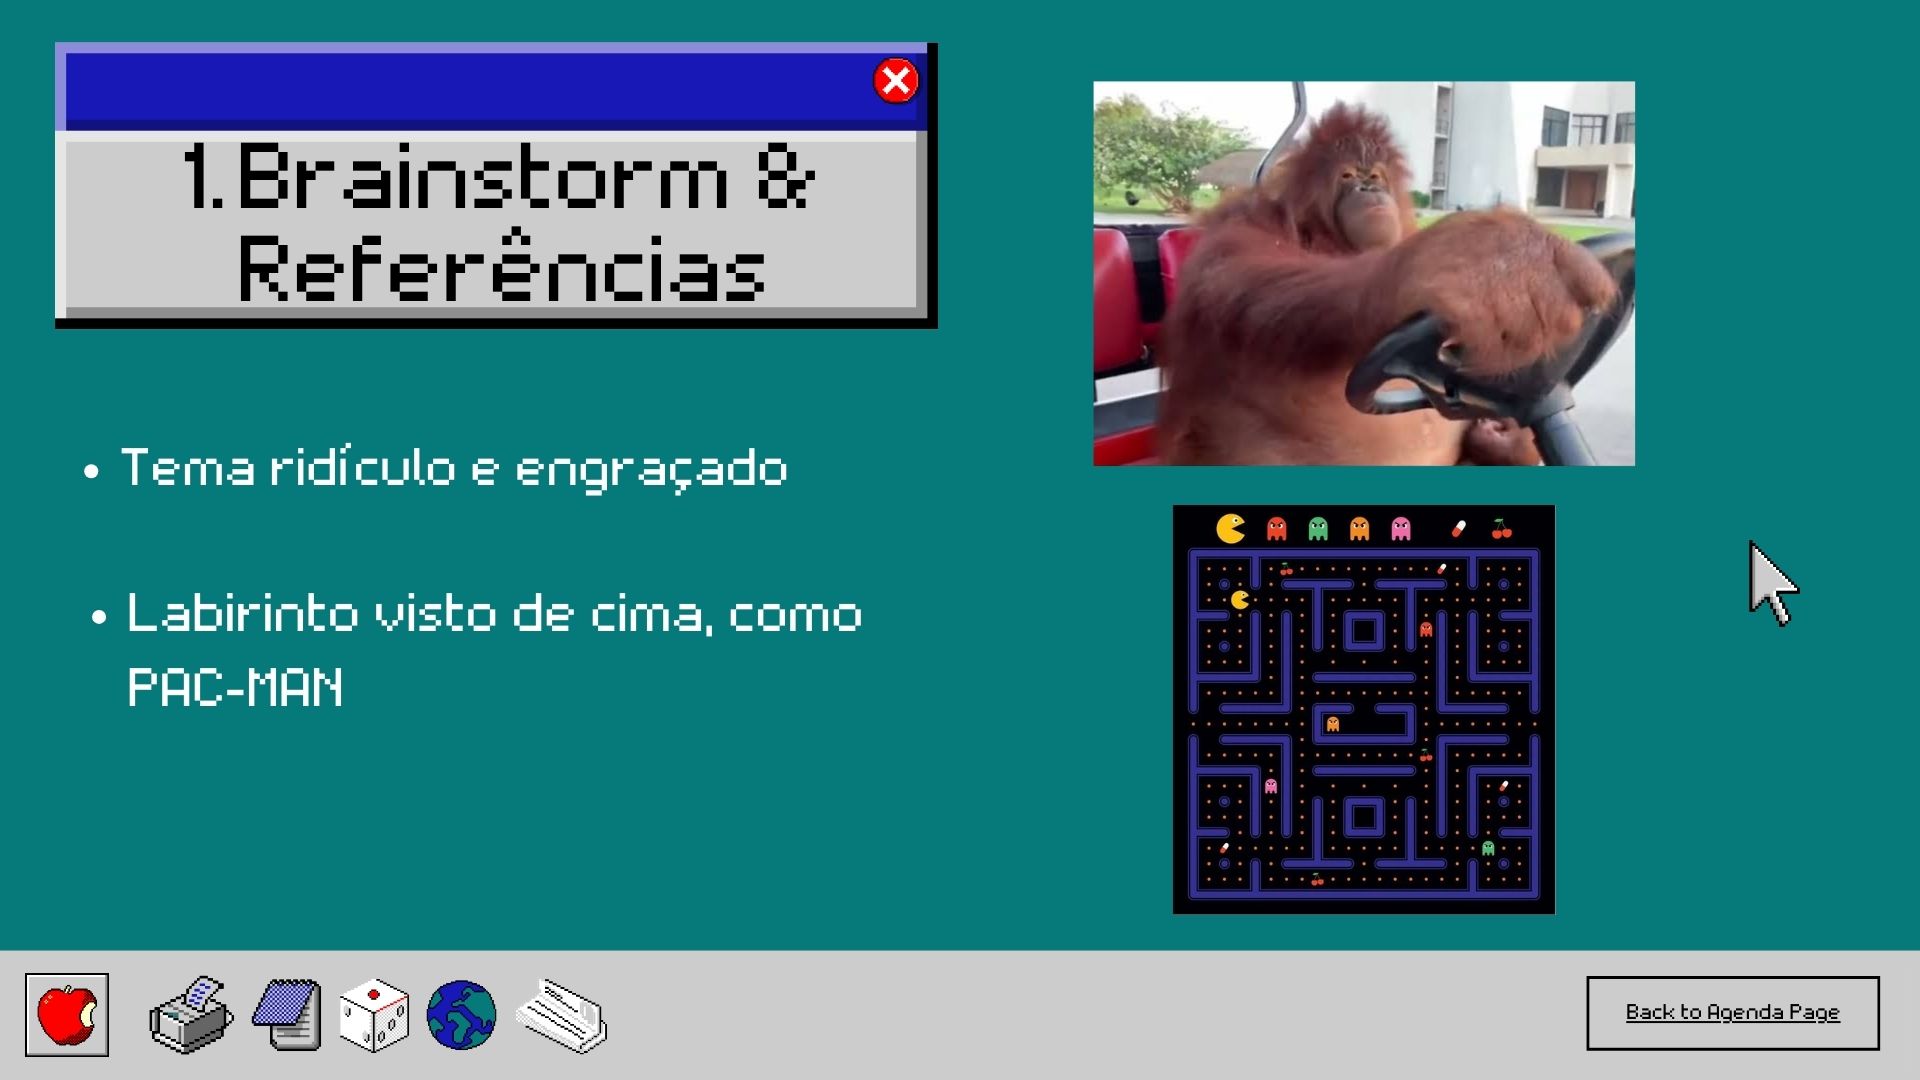 1. Brainstorm &
Referências
• Tema ridículo e engraçado
• Labirinto visto de cima, como
PAC-MAN
Back to Agenda Page